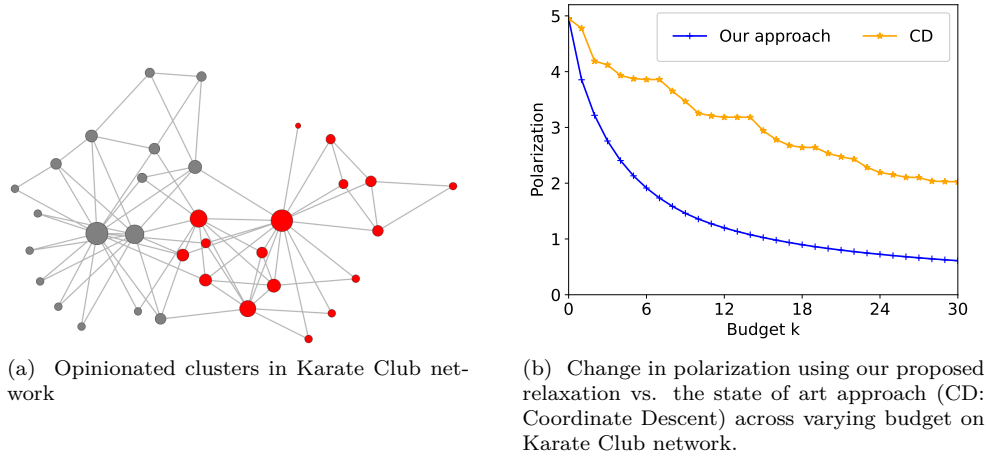 5
4
3
2
1
0
Polarization
Our approach
CD
0 6 12 18 24 30
Budget k
(a) Opinionated clusters in Karate Club net-
work
(b) Change in polarization using our proposed
relaxation vs. the state of art approach (CD:
Coordinate Descent) across varying budget on
Karate Club network.